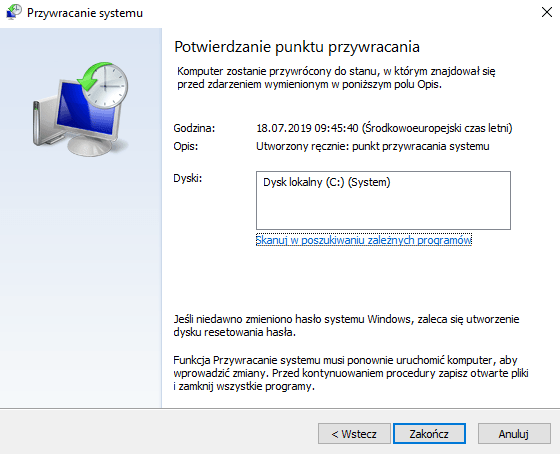 Przywracanie systemu
Potwierdzanie punktu przywracania
Komputer zostanie przywrócony do stanu, w którym znajdował się
przed zdarzeniem wymienionym w poniższym polu Opis.
Godzina: 18.07.2019 09:45:40 (Środkowoeuropejski czas letni)
Opis: Utworzony ręcznie: punkt przywracania systemu
Dyski: Dysk lokalny (C:) (System)
Skanuj w poszukiwaniu zależnych programów
Jeśli niedawno zmieniono hasło systemu Windows, zaleca się utworzenie
dysku resetowania hasła.
Funkcja Przywracanie systemu musi ponownie uruchomić komputer, aby
wprowadzić zmiany. Przed kontynuowaniem procedury zapisz otwarte pliki
i zamknij wszystkie programy.
< Wstecz Zakończ Anuluj